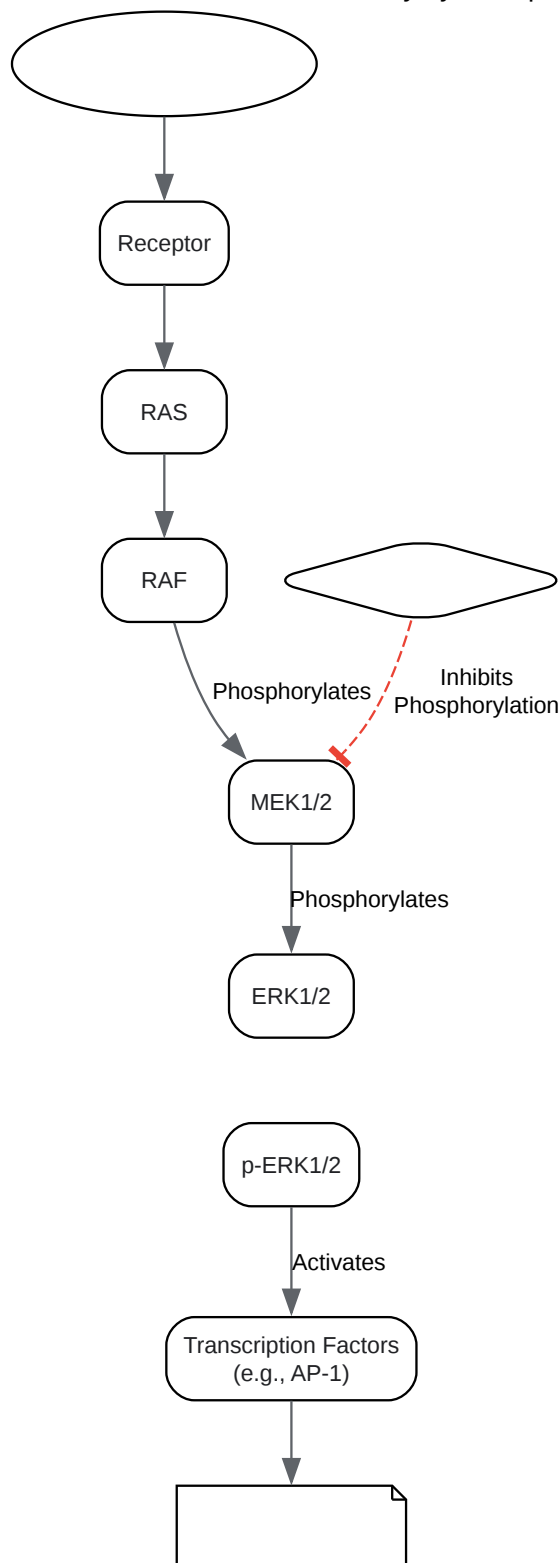 Receptor
RAS
RAF
Phosphorylates
Inhibits
Phosphorylation
MEK1/2
Phosphorylates
ERK1/2
p-ERK1/2
Activates
Transcription Factors
(e.g., AP-1)